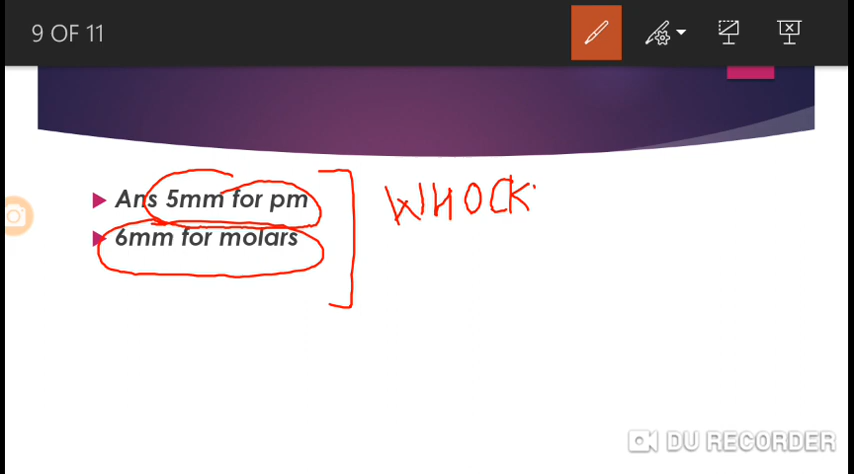 9 OF 11
Ans 5mm for pm
6mm for molars
WHOCK
DU RECORDER